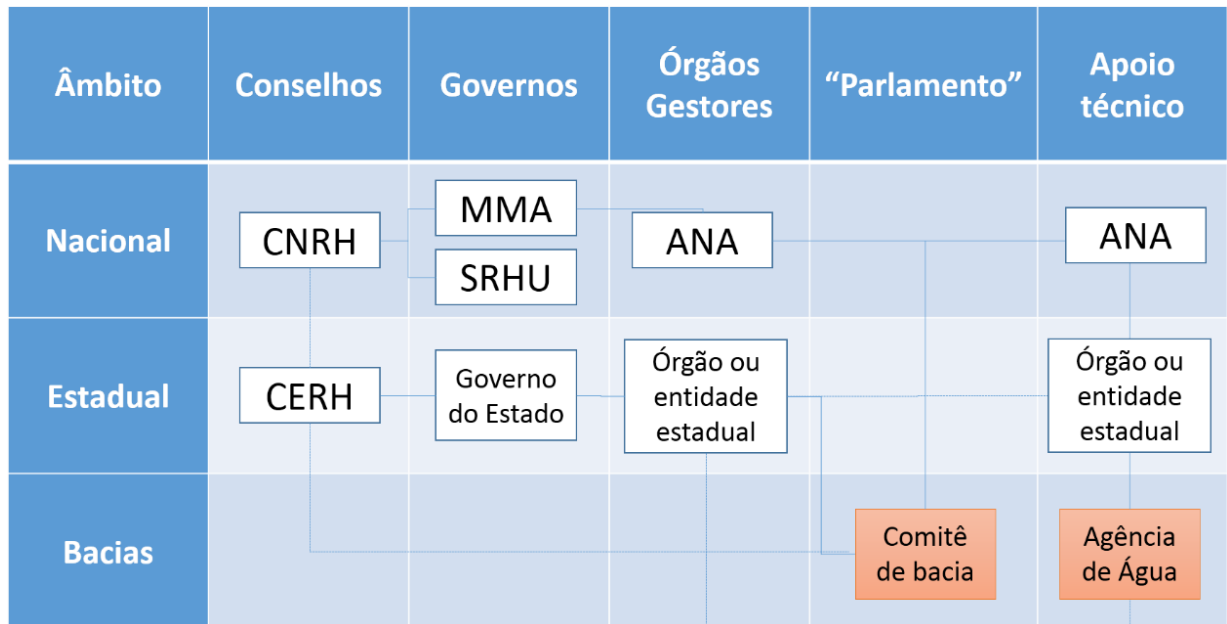 Âmbito
Conselhos
Governos
Órgãos
Gestores
“Parlamento”
Apoio
técnico
Nacional
CNRH
MMA
SRHU
ANA
ANA
Estadual
CERH
Governo
do Estado
Órgão ou
entidade
estadual
Órgão ou
entidade
estadual
Bacias
Comitê
de bacia
Agência
de Água